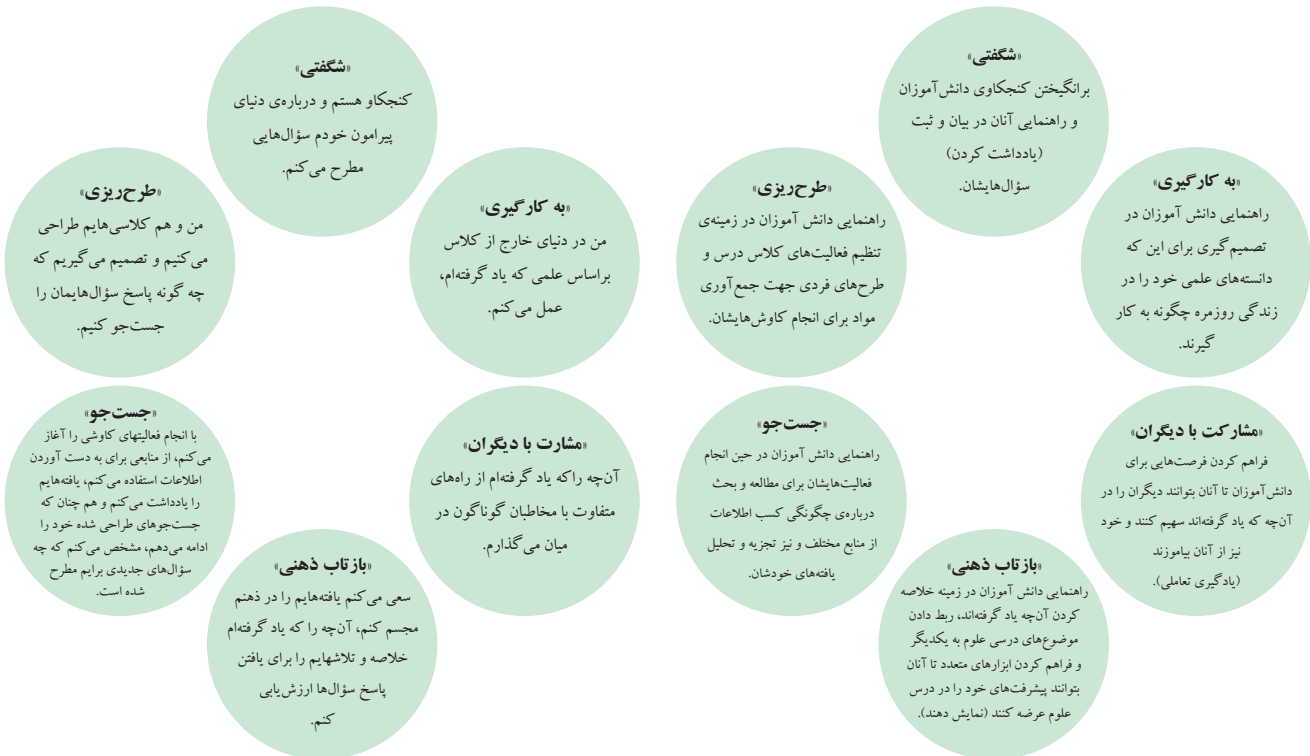 «شگفتی»
برانگیختن کنجکاوی دانش‌آموزان
و راهنمایی آنان در بیان و ثبت
(یادداشت کردن)
سؤال‌هایشان.
«به کارگیری»
راهنمایی دانش آموزان در
تصمیم‌گیری برای این که
دانسته‌های علمی خود را در
زندگی روزمره چگونه به کار
گیرند.
«طرح‌ریزی»
راهنمایی دانش آموزان در زمینه‌ی
تنظیم فعالیت‌های کلاس درس و
طرح‌های فردی جهت جمع‌آوری
مواد برای انجام کاوش‌هایشان.
«مشارکت با دیگران»
فراهم کردن فرصت‌هایی برای
دانش‌آموزان تا آنان بتوانند دیگران را در
آن‌چه که یاد گرفته‌اند سهیم کنند و خود
نیز از آنان بیاموزند
(یادگیری تعاملی).
«جست‌جو»
راهنمایی دانش آموزان در حین انجام
فعالیت‌هایشان برای مطالعه و بحث
درباره‌ی چگونگی کسب اطلاعات
از منابع مختلف و نیز تجزیه و تحلیل
یافته‌های خودشان.
«بازتاب ذهنی»
راهنمایی دانش آموزان در زمینه خلاصه
کردن آن‌چه یاد گرفته‌اند، ربط دادن
موضوع‌های درسی علوم به یکدیگر
و فراهم کردن ابزارهای متعدد تا آنان
بتوانند پیشرفت‌های خود را در درس
علوم عرضه کنند (نمایش دهند).
«شگفتی»
کنجکاو هستم و درباره‌ی دنیای
پیرامون خودم سؤال‌هایی
مطرح می‌کنم.
«به کارگیری»
من در دنیای خارج از کلاس
براساس علمی که یاد گرفته‌ام،
عمل می‌کنم.
«طرح‌ریزی»
من و هم کلاسی‌هایم طراحی
می‌کنیم و تصمیم می‌گیریم که
چه گونه پاسخ سؤال‌هایمان را
جست‌جو کنیم.
«مشارت با دیگران»
آن‌چه راکه یاد گرفته‌ام از راه‌های
متفاوت با مخاطبان گوناگون در
میان می‌گذارم.
«جست‌جو»
با انجام فعالیتهای کاوشی را آغاز
می‌کنم، از منابعی برای به دست آوردن
اطلاعات استفاده می‌کنم، یافته‌هایم
را یادداشت می‌کنم و هم چنان که
جست‌جوهای طراحی شده خود را
ادامه می‌دهم، مشخص می‌کنم که چه
سؤال‌های جدیدی برایم مطرح
شده است.
«بازتاب ذهنی»
سعی می‌کنم یافته‌هایم را در ذهنم
مجسم کنم، آن‌چه را که یاد گرفته‌ام
خلاصه و تلاشهایم را برای یافتن
پاسخ سؤال‌ها ارزش‌یابی
کنم.